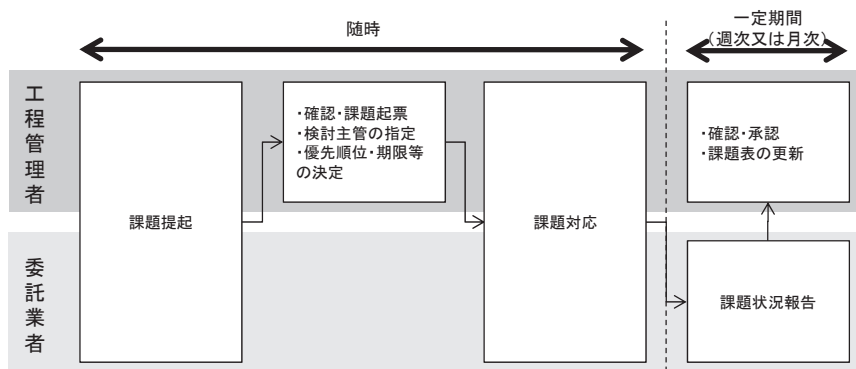 随時
一定期間
（週次又は月次）
工程管理者
課題提起
・確認・課題起票
・検討主管の指定
・優先順位・期限等
の決定
課題対応
・確認・承認
・課題表の更新
委託業者
課題状況報告